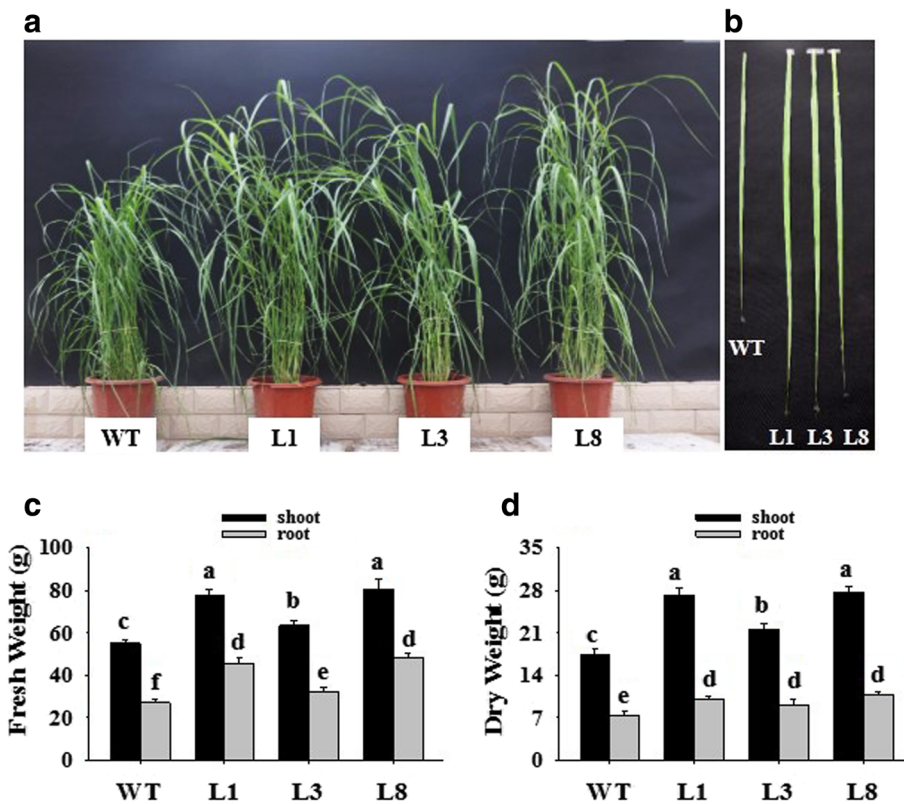 a b
WT L1 L3 L8
WT
L1 L3 L8
c
shoot
root
Fresh Weight (g)
100
80
60
40
20
0
c f a d b e a d
WT L1 L3 L8
d
shoot
root
Dry Weight (g)
35
28
21
14
7
0
c e a d b d a d
WT L1 L3 L8